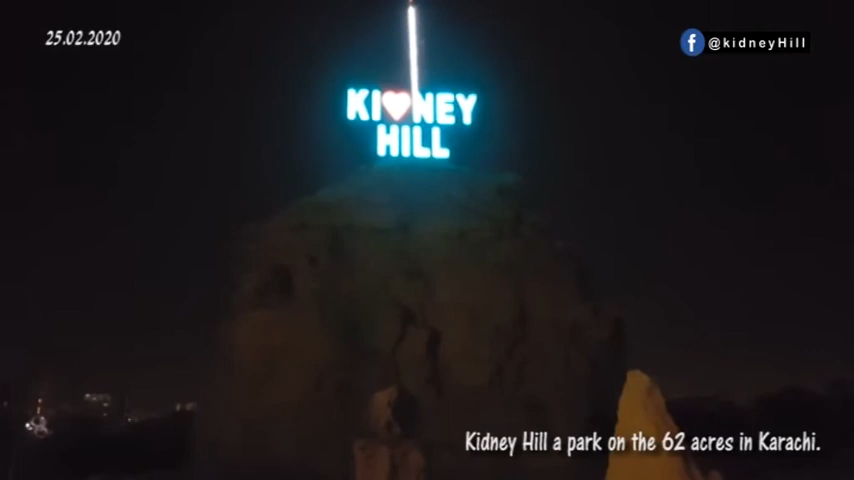 25.02.2020
@kidneyHill
KI♥NEY
HILL
Kidney Hill a park on the 62 acres in Karachi.